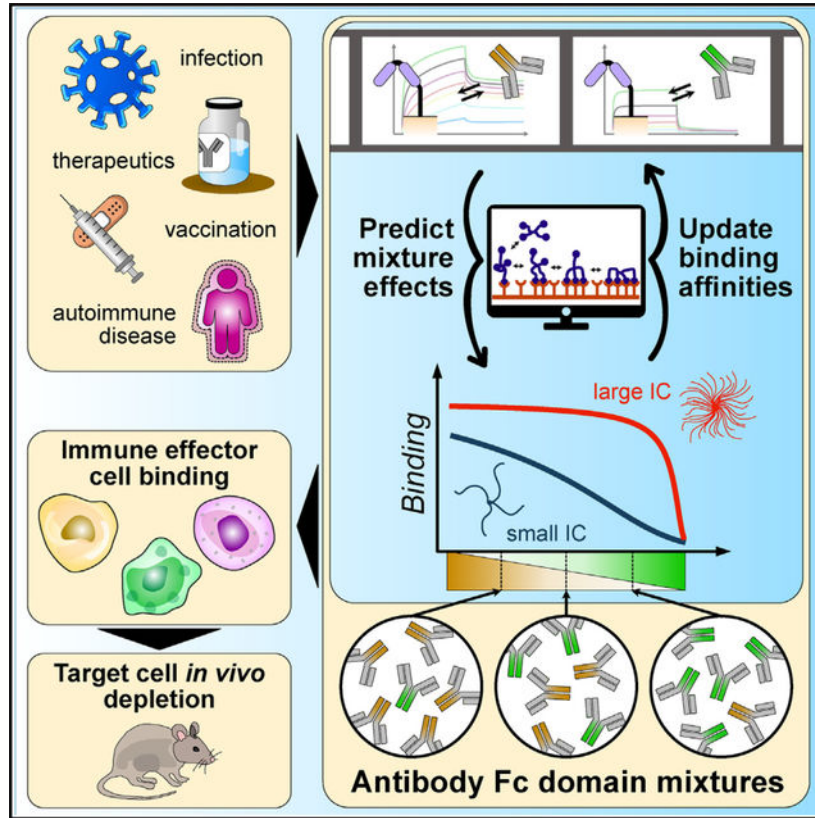 infection
therapeutics
vaccination
autoimmune
disease
Predict
mixture
effects
Update
binding
affinities
Binding
large IC
small IC
Immune effector
cell binding
Target cell in vivo
depletion
Antibody Fc domain mixtures